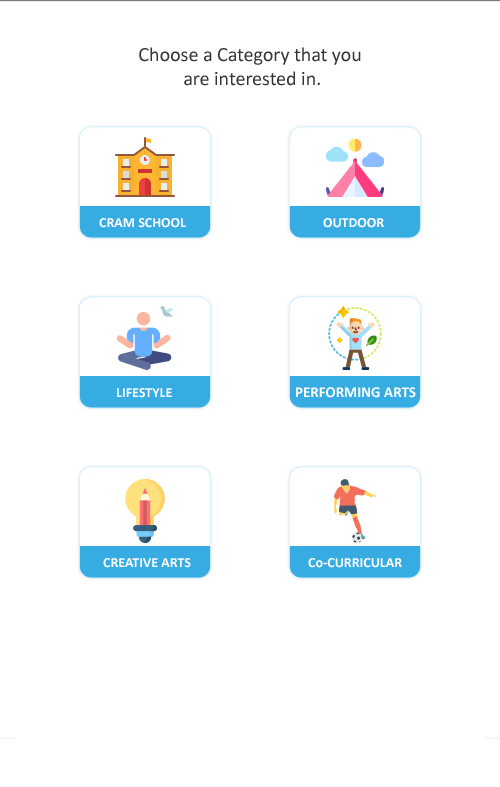 Choose a Category that you
are interested in.
CRAM SCHOOL
OUTDOOR
LIFESTYLE
PERFORMING ARTS
CREATIVE ARTS
Co-CURRICULAR